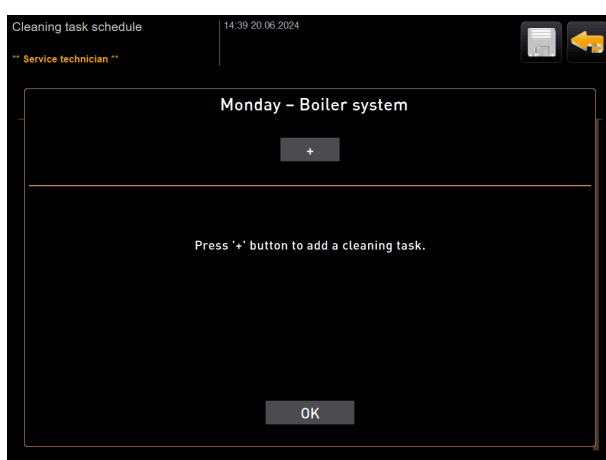 Cleaning task schedule
14:39 20.06.2024
** Service technician **
Monday – Boiler system
+
Press '+' button to add a cleaning task.
OK